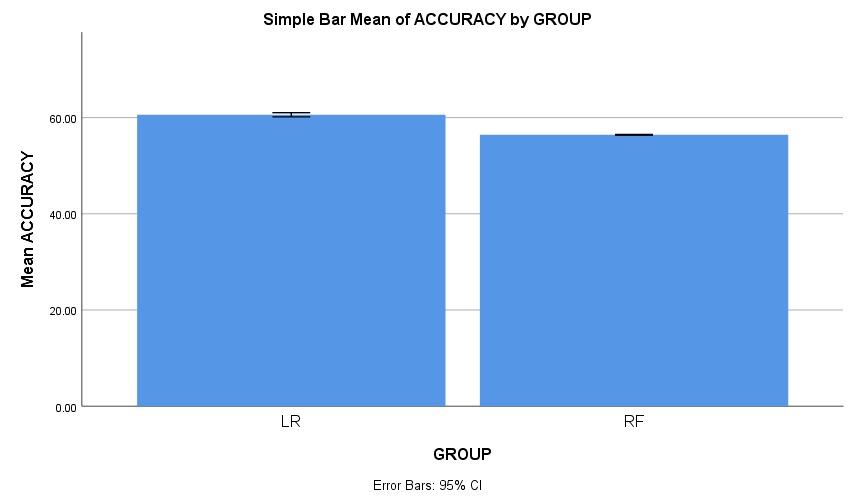 Simple Bar Mean of ACCURACY by GROUP
Mean ACCURACY
60.00
40.00
20.00
0.00
LR
RF
GROUP
Error Bars: 95% CI